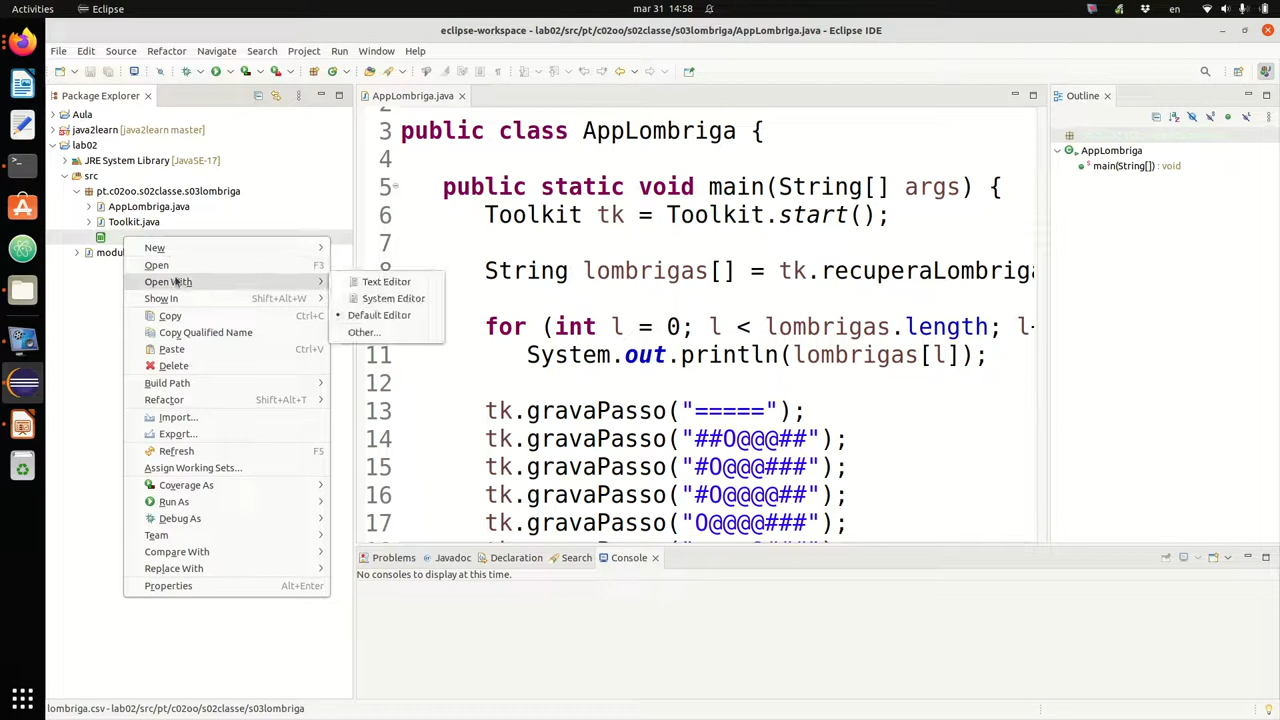 Activities
Eclipse
mar 31 14:58
en
eclipse-workspace - lab02/src/pt/c02oo/s02classe/s03lombriga/AppLombriga.java - Eclipse IDE
File Edit Source Refactor Navigate Search Project Run Window Help
Package Explorer
Aula
java2learn [java2learn master]
lab02
JRE System Library [JavaSE-17]
src
pt.c02oo.s02classe.s03lombriga
AppLombriga.java
Toolkit.java
New
Open F3
Open With
Show In Shift+Alt+W
Copy Ctrl+C
Copy Qualified Name
Paste Ctrl+V
Delete
Build Path
Refactor Shift+Alt+T
Import...
Export...
Refresh F5
Assign Working Sets...
Coverage As
Run As
Debug As
Team
Compare With
Replace With
Properties Alt+Enter
Text Editor
System Editor
Default Editor
Other...
AppLombriga.java
2
3 public class AppLombriga {
4
5 public static void main(String[] args) {
6 Toolkit tk = Toolkit.start();
7
String lombrigas[] = tk.recuperaLombriga
for (int l = 0; l < lombrigas.length; l
11 System.out.println(lombrigas[l]);
12
13 tk.gravaPasso("=====");
14 tk.gravaPasso("##O@@@##");
15 tk.gravaPasso("#O@@@###");
16 tk.gravaPasso("#O@@@@##");
17 tk.gravaPasso("O@@@@###");
Outline
AppLombriga
main(String[]) : void
Problems Javadoc Declaration Search Console
No consoles to display at this time.
lombriga.csv - lab02/src/pt/c02oo/s02classe/s03lombriga